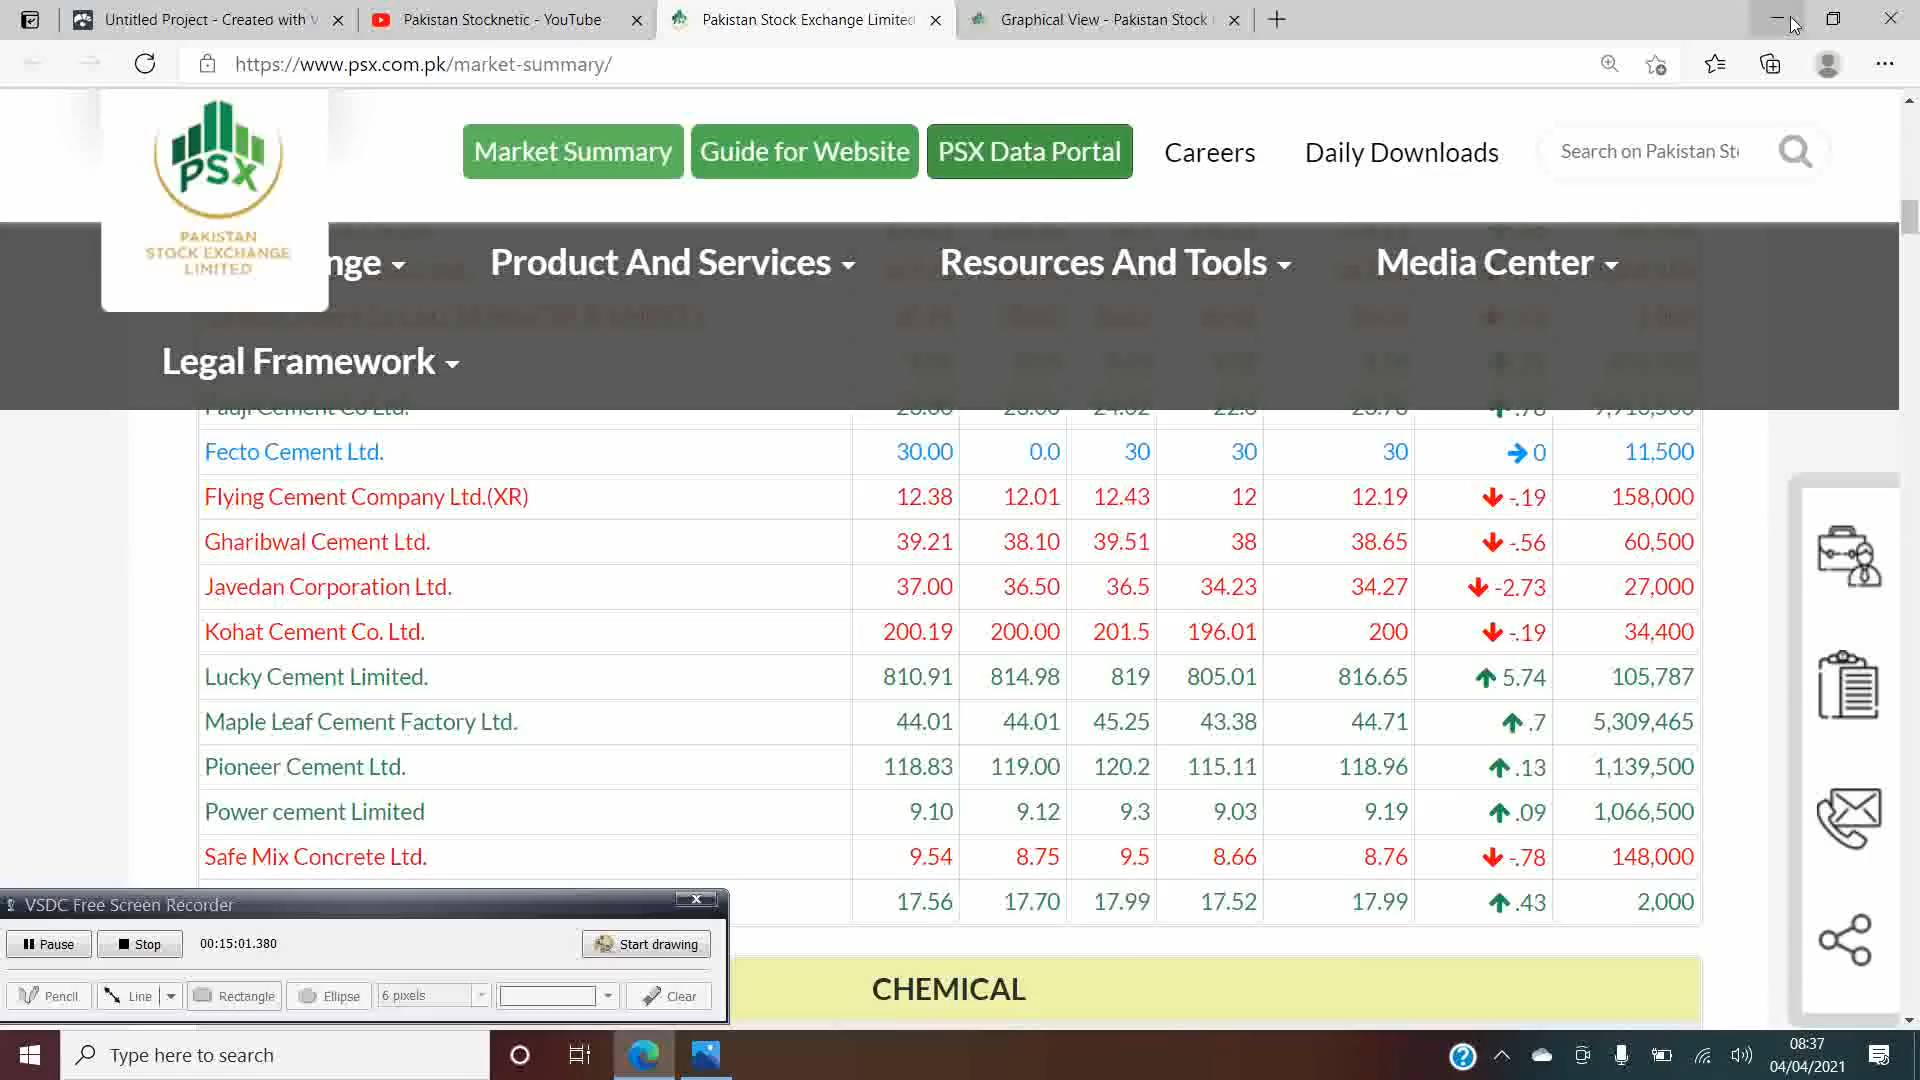 Untitled Project - Created with V
Pakistan Stocknetic - YouTube
Pakistan Stock Exchange Limited
Graphical View - Pakistan Stock
https://www.psx.com.pk/market-summary/
PSX
PAKISTAN
STOCK EXCHANGE
LIMITED
Market Summary
Guide for Website
PSX Data Portal
Careers
Daily Downloads
Search on Pakistan Sto
nge
Product And Services
Resources And Tools
Media Center
Legal Framework
Fauji Cement Co Ltd.
Fecto Cement Ltd. 30.00 0.0 30 30 30 0 11,500
Flying Cement Company Ltd.(XR) 12.38 12.01 12.43 12 12.19 -.19 158,000
Gharibwal Cement Ltd. 39.21 38.10 39.51 38 38.65 -.56 60,500
Javedan Corporation Ltd. 37.00 36.50 36.5 34.23 34.27 -2.73 27,000
Kohat Cement Co. Ltd. 200.19 200.00 201.5 196.01 200 -.19 34,400
Lucky Cement Limited. 810.91 814.98 819 805.01 816.65 5.74 105,787
Maple Leaf Cement Factory Ltd. 44.01 44.01 45.25 43.38 44.71 .7 5,309,465
Pioneer Cement Ltd. 118.83 119.00 120.2 115.11 118.96 .13 1,139,500
Power cement Limited 9.10 9.12 9.3 9.03 9.19 .09 1,066,500
Safe Mix Concrete Ltd. 9.54 8.75 9.5 8.66 8.76 -.78 148,000
17.56 17.70 17.99 17.52 17.99 .43 2,000
CHEMICAL
VSDC Free Screen Recorder
Pause
Stop
00:15:01.380
Start drawing
Pencil
Line
Rectangle
Ellipse
6 pixels
Clear
Type here to search
08:37
04/04/2021